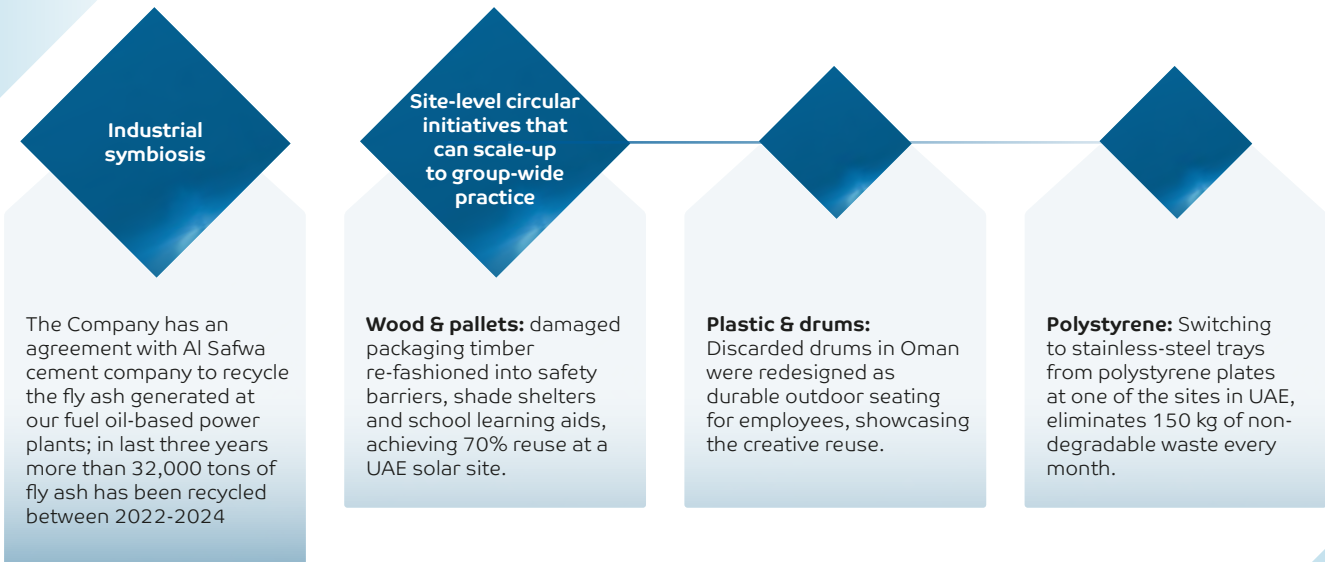 Industrial
symbiosis
The Company has an
agreement with Al Safwa
cement company to recycle
the fly ash generated at
our fuel oil-based power
plants; in last three years
more than 32,000 tons of
fly ash has been recycled
between 2022-2024
Site-level circular
initiatives that
can scale-up
to group-wide
practice
Wood & pallets: damaged
packaging timber
re-fashioned into safety
barriers, shade shelters
and school learning aids,
achieving 70% reuse at a
UAE solar site.
Plastic & drums:
Discarded drums in Oman
were redesigned as
durable outdoor seating
for employees, showcasing
the creative reuse.
Polystyrene: Switching
to stainless-steel trays
from polystyrene plates
at one of the sites in UAE,
eliminates 150 kg of non-
degradable waste every
month.